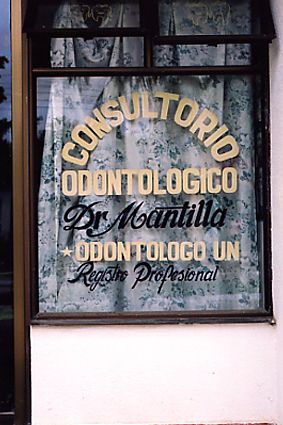 CONSULTORIO
ODONTOLOGICO
Dr Mantilla
★ODONTOLOGO UN
Registro Profesional